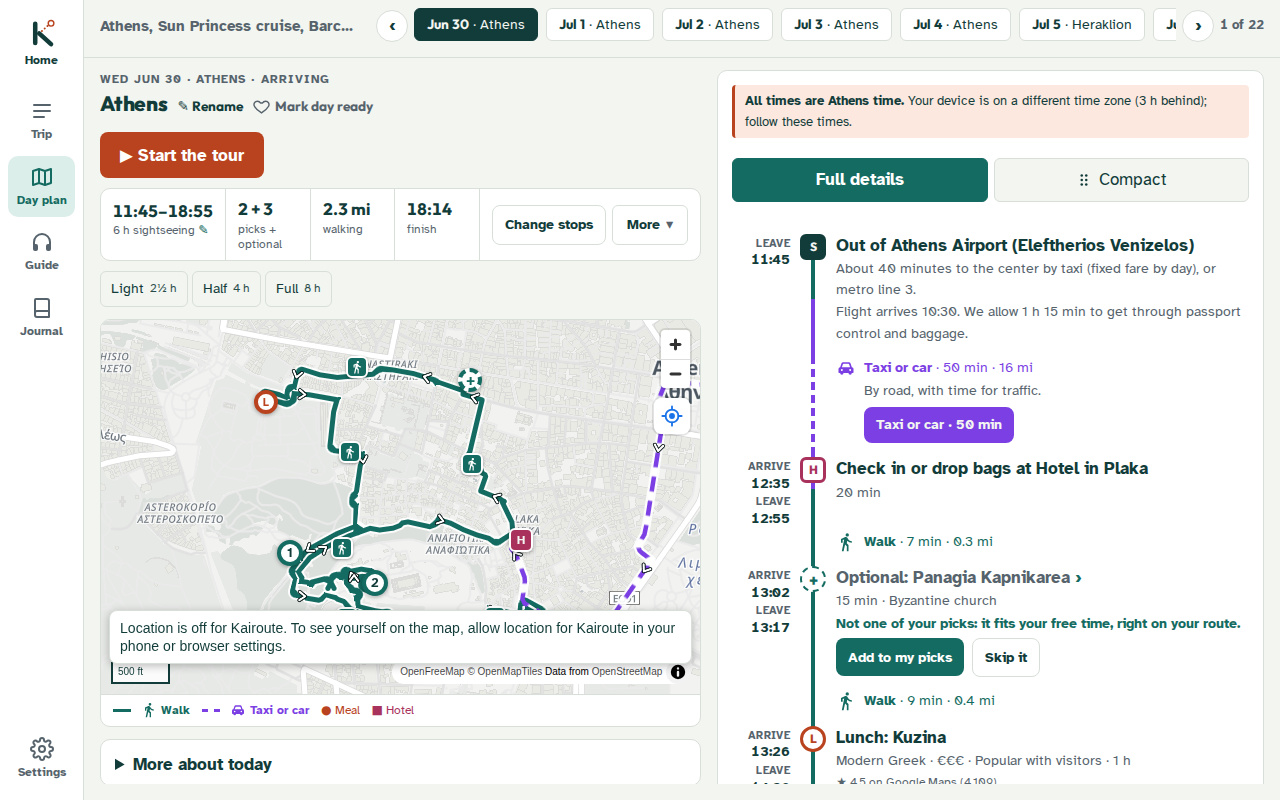 Home
Trip
Day plan
Guide
Journal
Settings
Athens, Sun Princess cruise, Barc...
‹
Jun 30 · Athens
Jul 1 · Athens
Jul 2 · Athens
Jul 3 · Athens
Jul 4 · Athens
Jul 5 · Heraklion
›
1 of 22
WED JUN 30 · ATHENS · ARRIVING
Athens
✎ Rename
Mark day ready
▶ Start the tour
11:45–18:55
6 h sightseeing ✎
2 + 3
picks +
optional
2.3 mi
walking
18:14
finish
Change stops
More ▾
Light 2½ h
Half 4 h
Full 8 h
ΑΣΤΕΡΟΣΚΟΠΕΊΟ
ASTEROKOPÍO
L
H
1
2
+
−
Location is off for Kairoute. To see yourself on the map, allow location for Kairoute in your
phone or browser settings.
500 ft
OpenFreeMap © OpenMapTiles Data from OpenStreetMap
Walk
Taxi or car
Meal
Hotel
▶ More about today
All times are Athens time. Your device is on a different time zone (3 h behind);
follow these times.
Full details
Compact
LEAVE
11:45
S
Out of Athens Airport (Eleftherios Venizelos)
About 40 minutes to the center by taxi (fixed fare by day), or
metro line 3.
Flight arrives 10:30. We allow 1 h 15 min to get through passport
control and baggage.
Taxi or car · 50 min · 16 mi
By road, with time for traffic.
Taxi or car · 50 min
ARRIVE
12:35
LEAVE
12:55
H
Check in or drop bags at Hotel in Plaka
20 min
Walk · 7 min · 0.3 mi
ARRIVE
13:02
LEAVE
13:17
+
Optional: Panagia Kapnikarea ›
15 min · Byzantine church
Not one of your picks: it fits your free time, right on your route.
Add to my picks
Skip it
Walk · 9 min · 0.4 mi
ARRIVE
13:26
LEAVE
L
Lunch: Kuzina
Modern Greek · €€€ · Popular with visitors · 1 h
★ 4.5 on Google Maps (4,109)